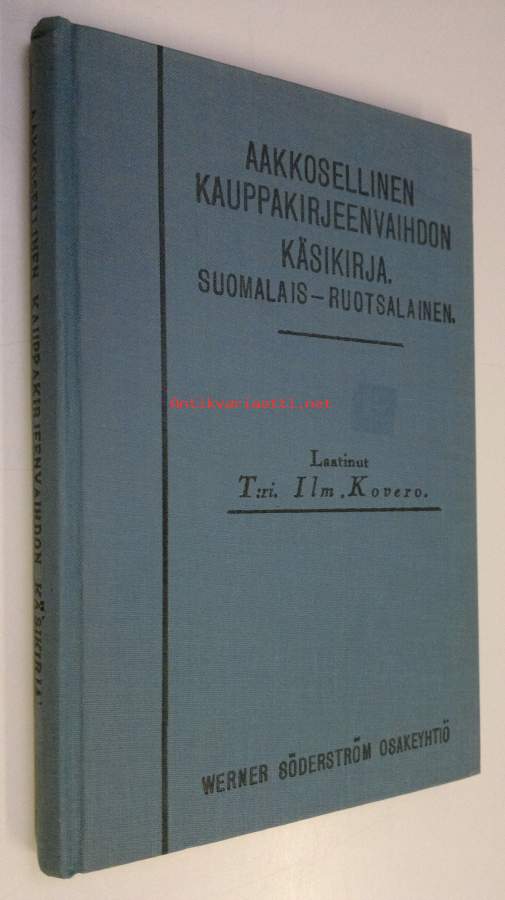 AAKKOSELLINEN
KAUPPAKIRJEENVAIHDON
KÄSIKIRJA.
SUOMALAIS-RUOTSALAINEN.
Antikvariaatti.net
Laatinut
T:ri. Ilm. Kovero.
WERNER SÖDERSTRÖM OSAKEYHTIÖ
AAKKOSELLINEN KAUPPAKIRJEENVAIHDON KÄSIKIRJA.